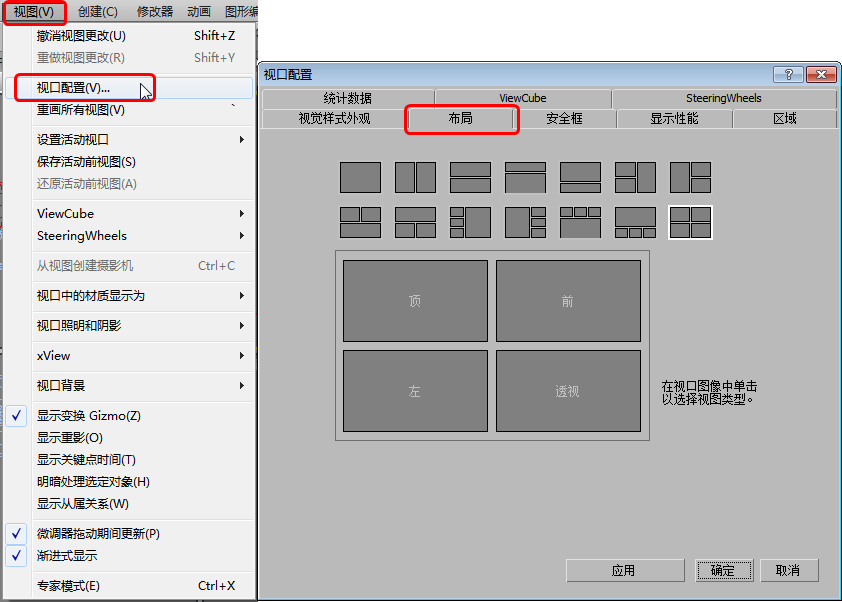 视图(V) 创建(C) 修改器 动画 图形编
撤消视图更改(U) Shift+Z
重做视图更改(R) Shift+Y
视口配置(V)...
重画所有视图(V) `
设置活动视口
保存活动前视图(S)
还原活动前视图(A)
ViewCube
SteeringWheels
从视图创建摄影机 Ctrl+C
视口中的材质显示为
视口照明和阴影
xView
视口背景
显示变换 Gizmo(Z)
显示重影(O)
显示关键点时间(T)
明暗处理选定对象(H)
显示从属关系(W)
微调器拖动期间更新(P)
渐进式显示
专家模式(E) Ctrl+X
视口配置
统计数据 ViewCube SteeringWheels
视觉样式外观 布局 安全框 显示性能 区域
顶 前
左 透视
在视口图像中单击
以选择视图类型。
应用 确定 取消